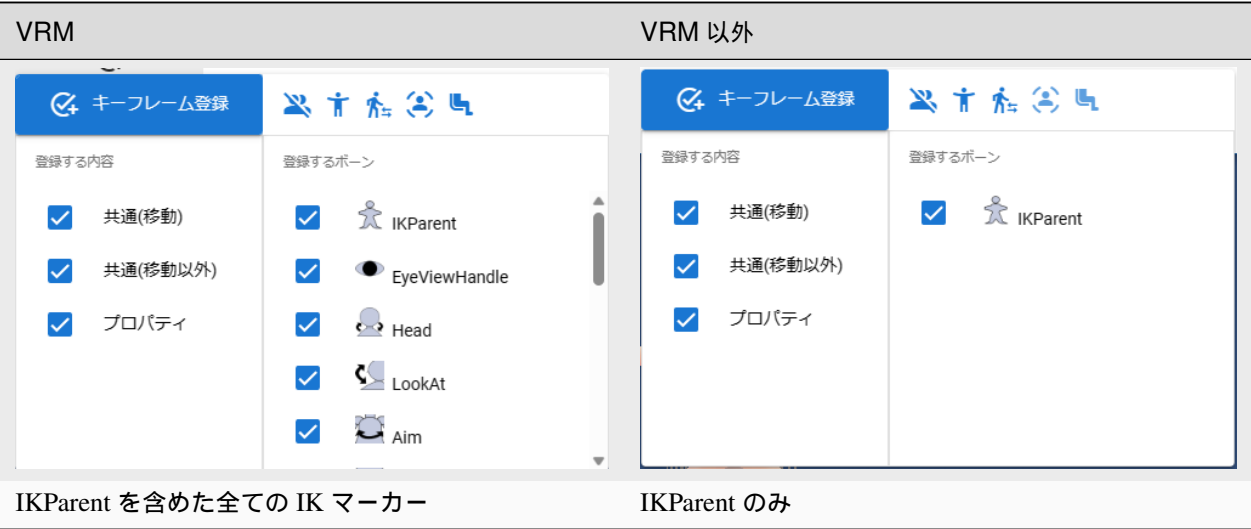 VRM
VRM 以外
キーフレーム登録
登録する内容
登録するボーン
共通(移動)
IKParent
共通(移動以外)
EyeViewHandle
プロパティ
Head
LookAt
Aim
キーフレーム登録
登録する内容
登録するボーン
共通(移動)
IKParent
共通(移動以外)
プロパティ
IKParent を含めた全ての IK マーカー
IKParent のみ